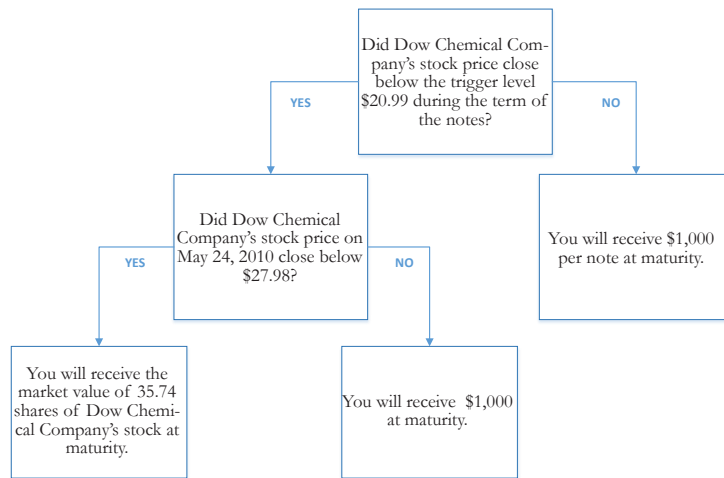 Did Dow Chemical Com-
pany's stock price close
below the trigger level
$20.99 during the term of
the notes?
YES
NO
Did Dow Chemical
Company's stock price on
May 24, 2010 close below
$27.98?
You will receive $1,000
per note at maturity.
YES
NO
You will receive the
market value of 35.74
shares of Dow Chemi-
cal Company's stock at
maturity.
You will receive $1,000
at maturity.